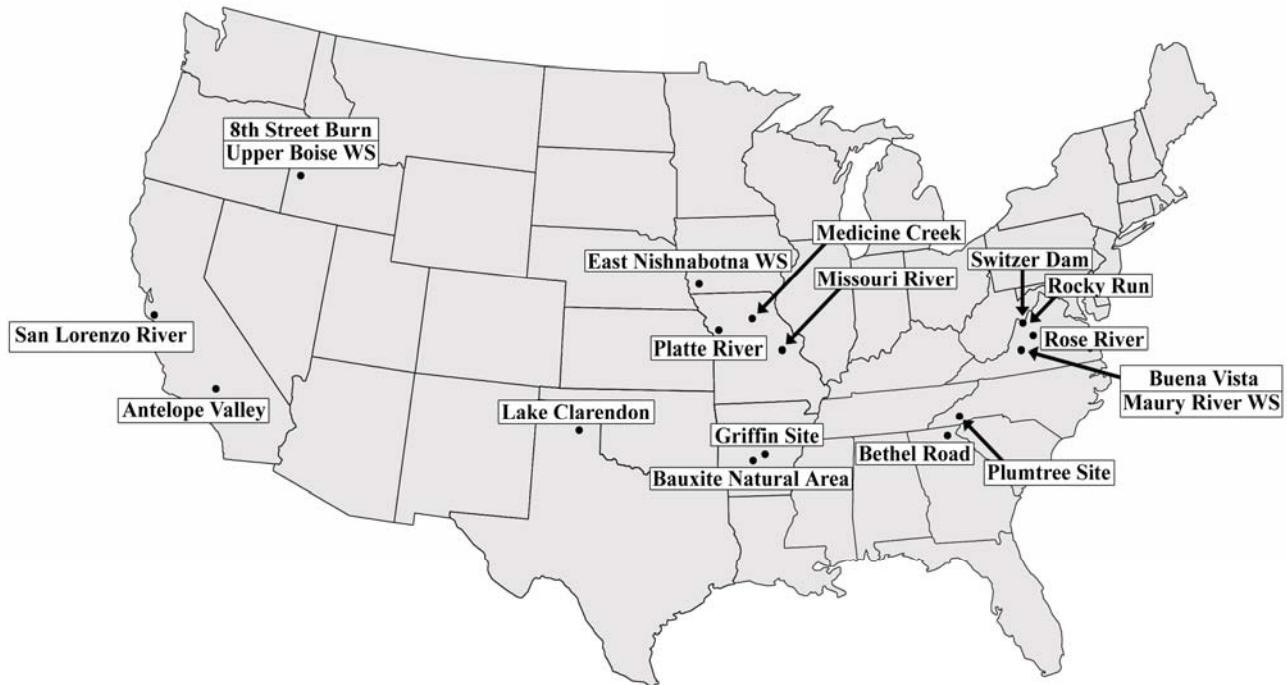 8th Street Burn
Upper Boise WS
Medicine Creek
Switzer Dam
East Nishnabotna WS
Missouri River
Rocky Run
San Lorenzo River
Platte River
Rose River
Buena Vista
Maury River WS
Antelope Valley
Lake Clarendon
Griffin Site
Bethel Road
Plumtree Site
Bauxite Natural Area